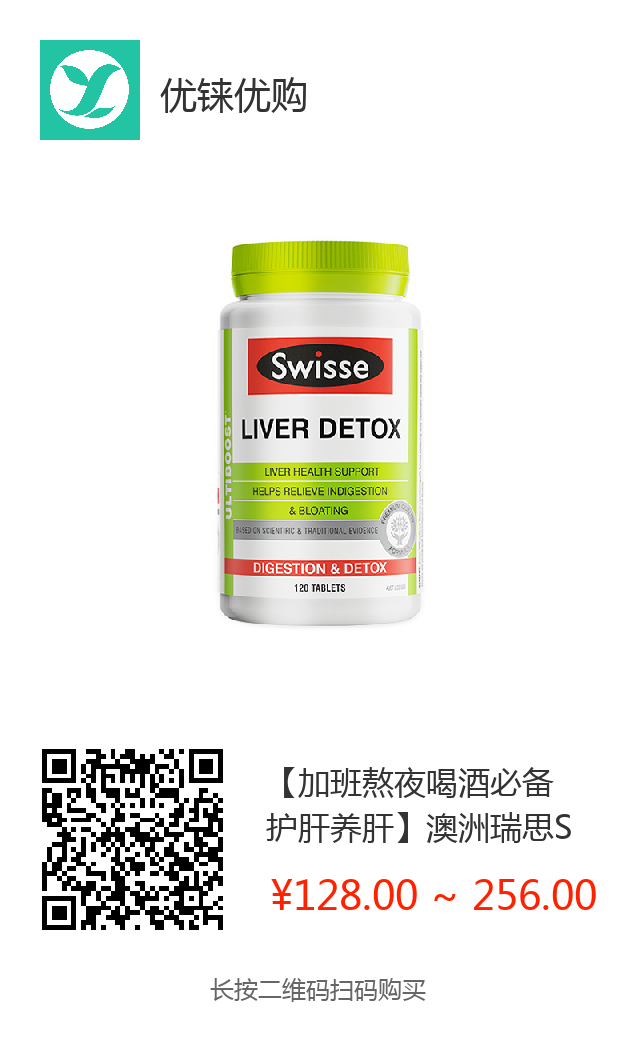 优铼优购
Swisse
LIVER DETOX
ULTIBOOST
LIVER HEALTH SUPPORT
HELPS RELIEVE INDIGESTION
& BLOATING
BASED ON SCIENTIFIC & TRADITIONAL EVIDENCE
DIGESTION & DETOX
120 TABLETS
【加班熬夜喝酒必备
护肝养肝】澳洲瑞思S
¥128.00 ~ 256.00
长按二维码扫码购买